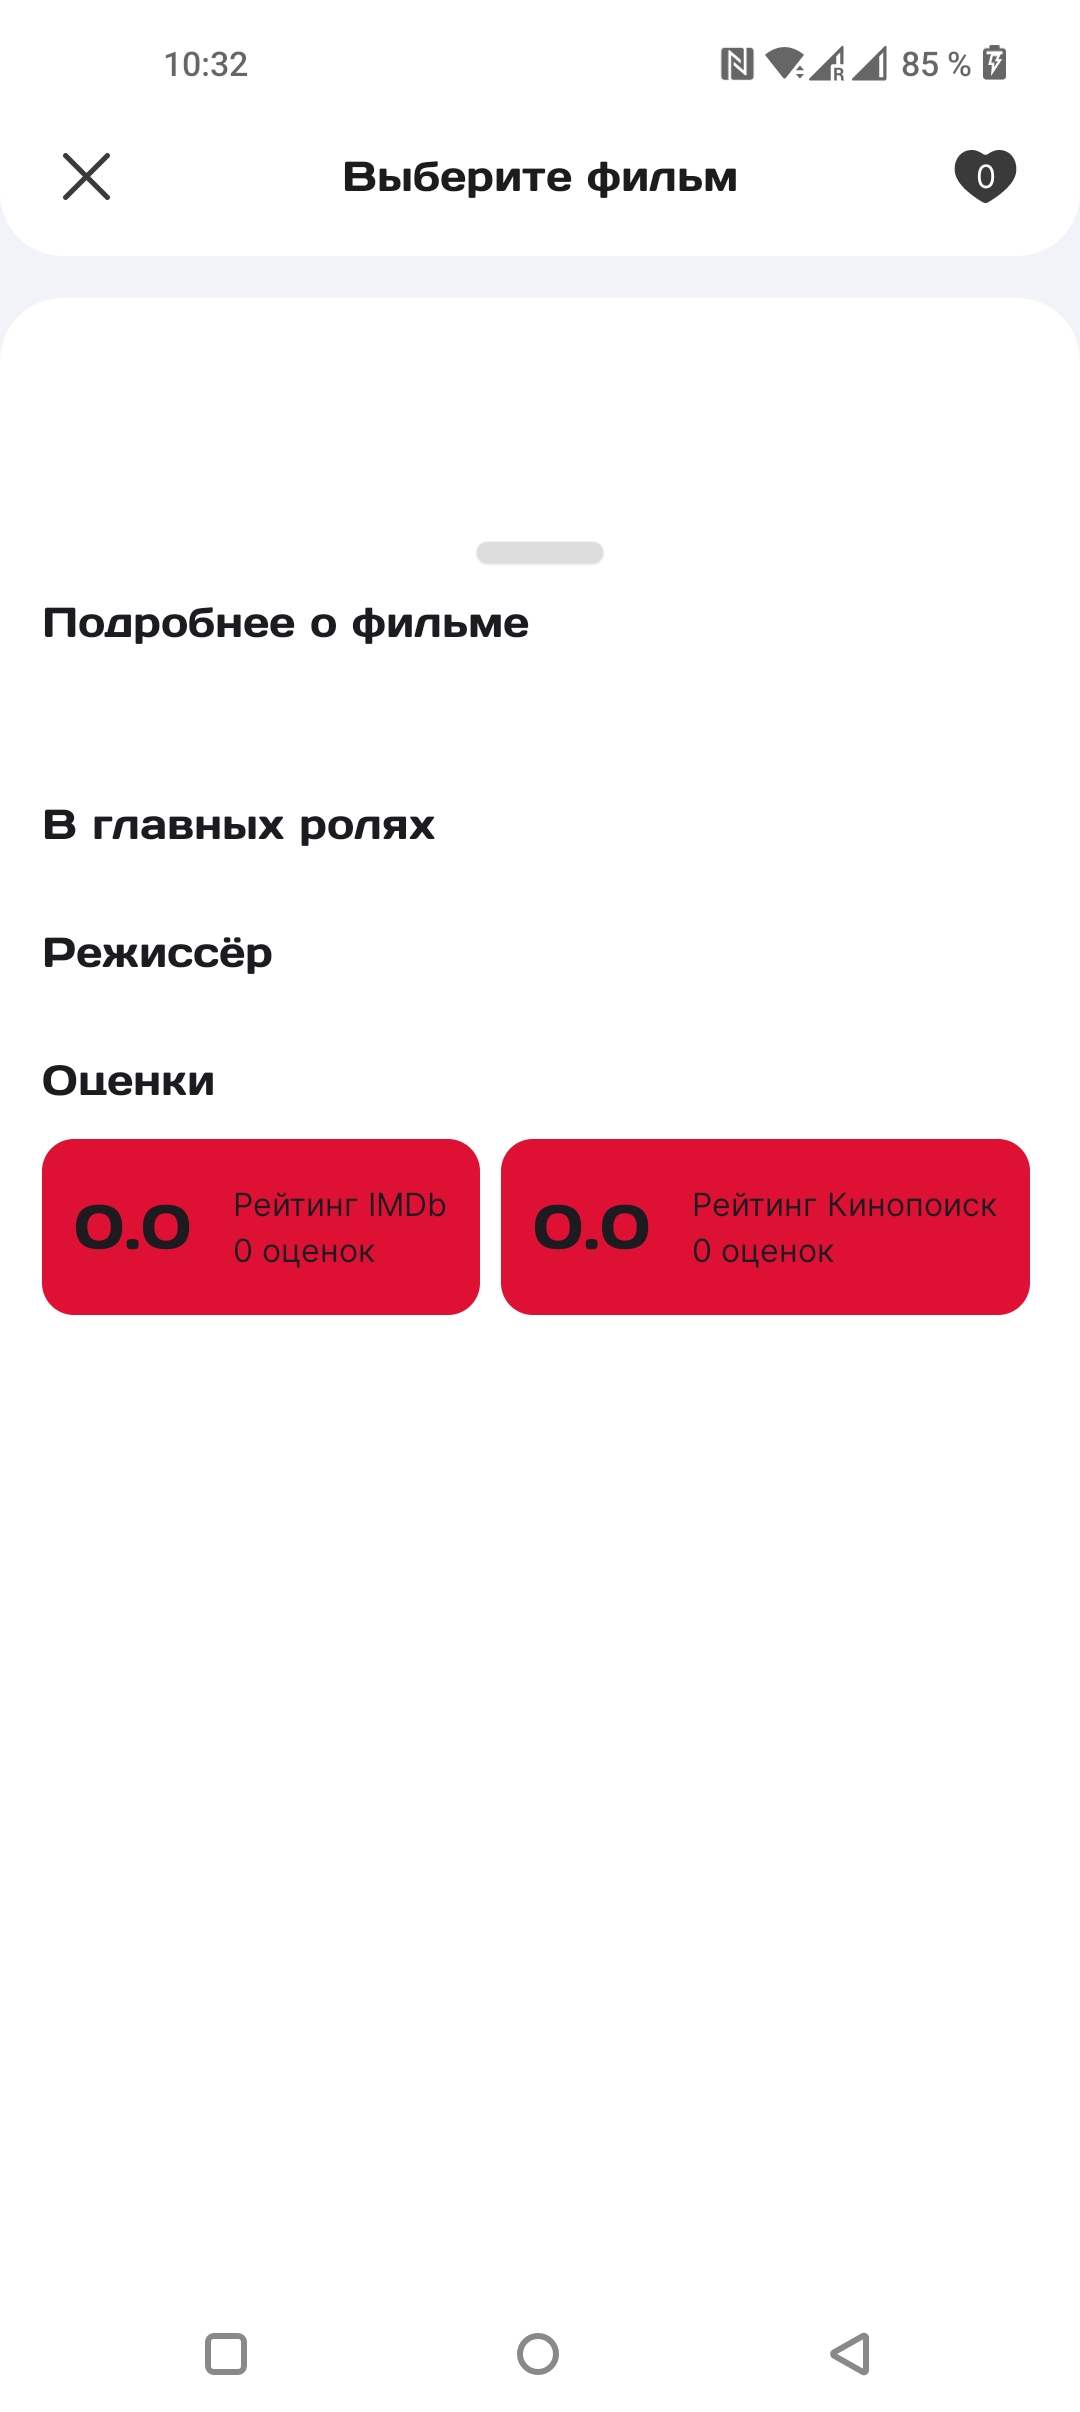 10:32
R
85 %
Выберите фильм
0
Подробнее о фильме
В главных ролях
Режиссёр
Оценки
0.0
Рейтинг IMDb
0 оценок
0.0
Рейтинг Кинопоиск
0 оценок